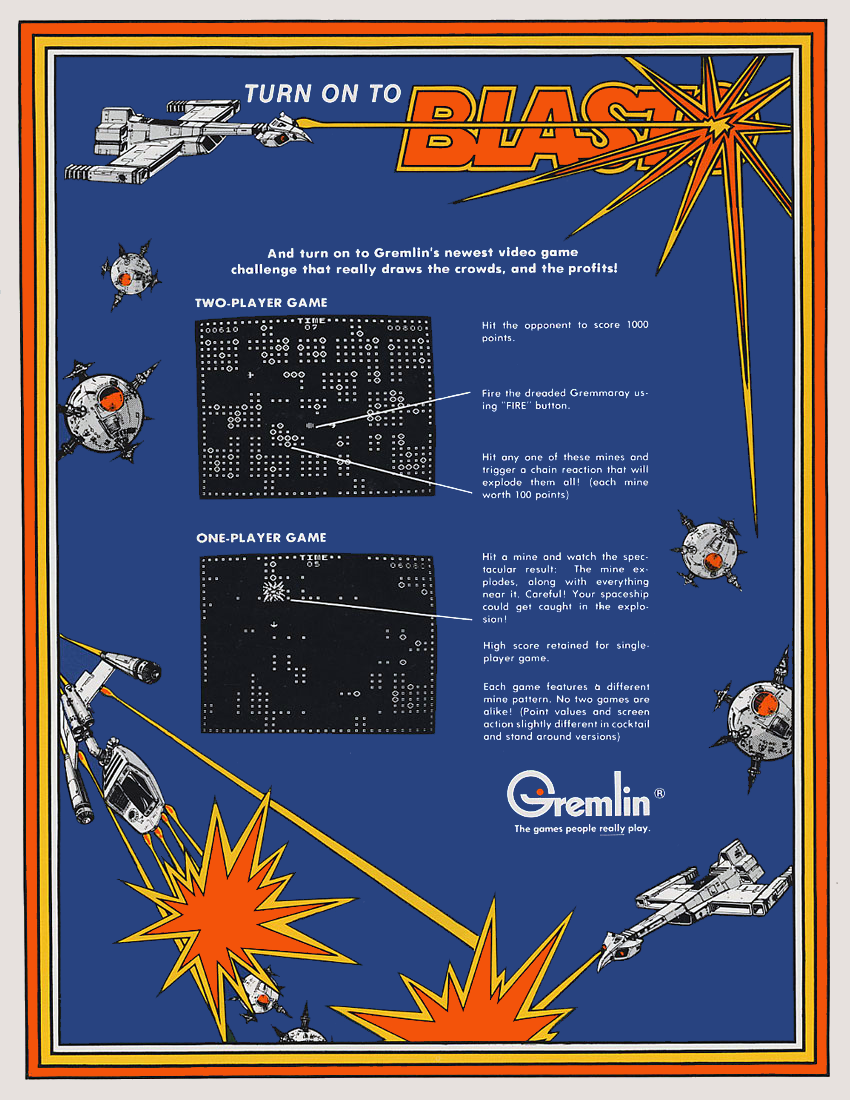 TURN ON TO
BLASTO
And turn on to Gremlin's newest video game
challenge that really draws the crowds, and the profits!
TWO-PLAYER GAME
TIME
00610 07 00800
Hit the opponent to score 1000
points.
Fire the dreaded Gremmaray us-
ing "FIRE" button.
Hit any one of these mines and
trigger a chain reaction that will
explode them all! (each mine
worth 100 points)
ONE-PLAYER GAME
TIME
05
Hit a mine and watch the spec-
tacular result: The mine ex-
plodes, along with everything
near it. Careful! Your spaceship
could get caught in the explo-
sion!
High score retained for single-
player game.
Each game features a different
mine pattern. No two games are
alike! (Point values and screen
action slightly different in cocktail
and stand around versions)
Gremlin®
The games people really play.